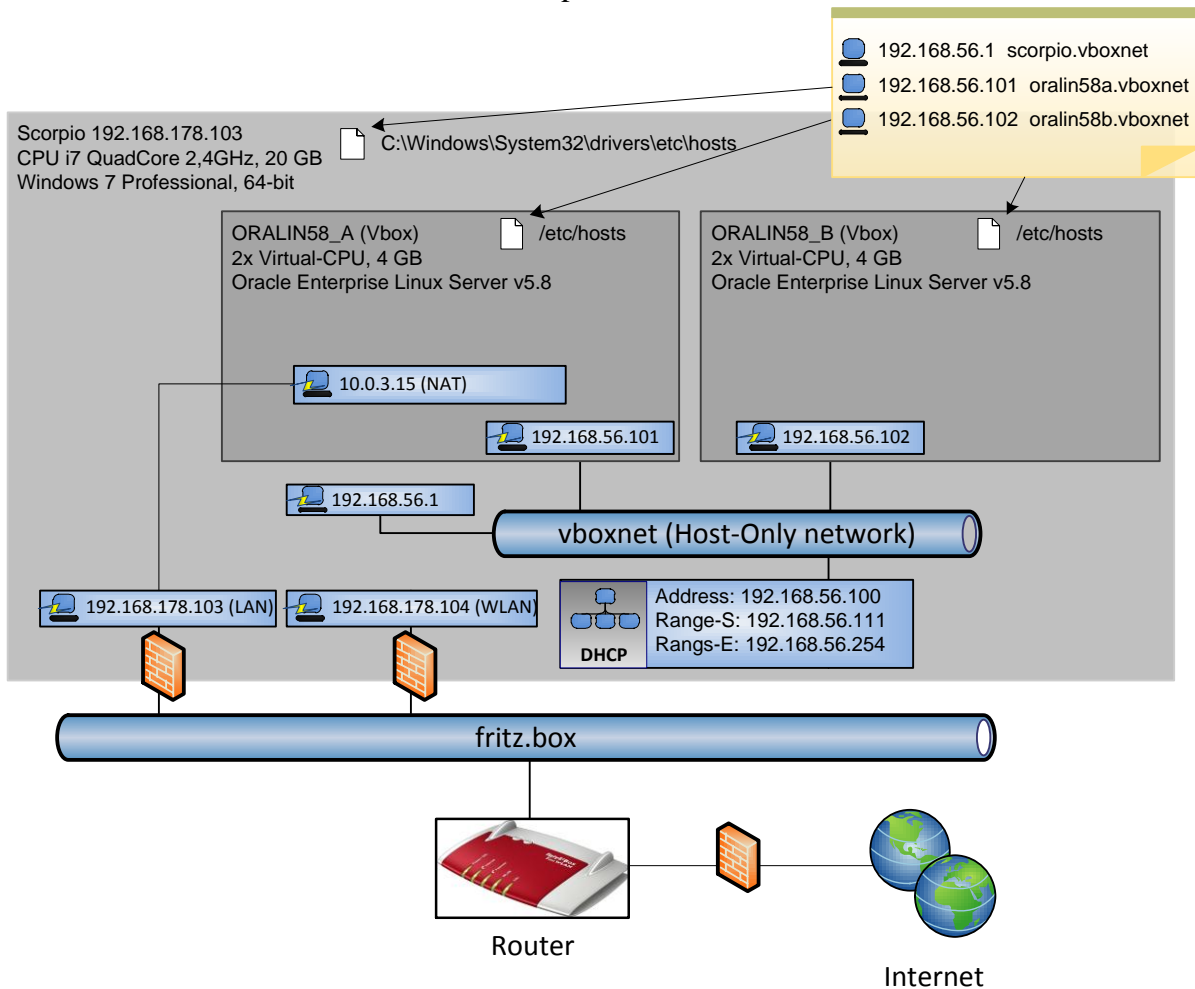 192.168.56.1 scorpio.vboxnet
192.168.56.101 oralin58a.vboxnet
192.168.56.102 oralin58b.vboxnet
Scorpio 192.168.178.103
CPU i7 QuadCore 2,4GHz, 20 GB
Windows 7 Professional, 64-bit
C:\Windows\System32\drivers\etc\hosts
ORALIN58_A (Vbox)
2x Virtual-CPU, 4 GB
Oracle Enterprise Linux Server v5.8
/etc/hosts
ORALIN58_B (Vbox)
2x Virtual-CPU, 4 GB
Oracle Enterprise Linux Server v5.8
/etc/hosts
10.0.3.15 (NAT)
192.168.56.101
192.168.56.102
192.168.56.1
vboxnet (Host-Only network)
192.168.178.103 (LAN)
192.168.178.104 (WLAN)
DHCP
Address: 192.168.56.100
Range-S: 192.168.56.111
Rangs-E: 192.168.56.254
fritz.box
Router
Internet